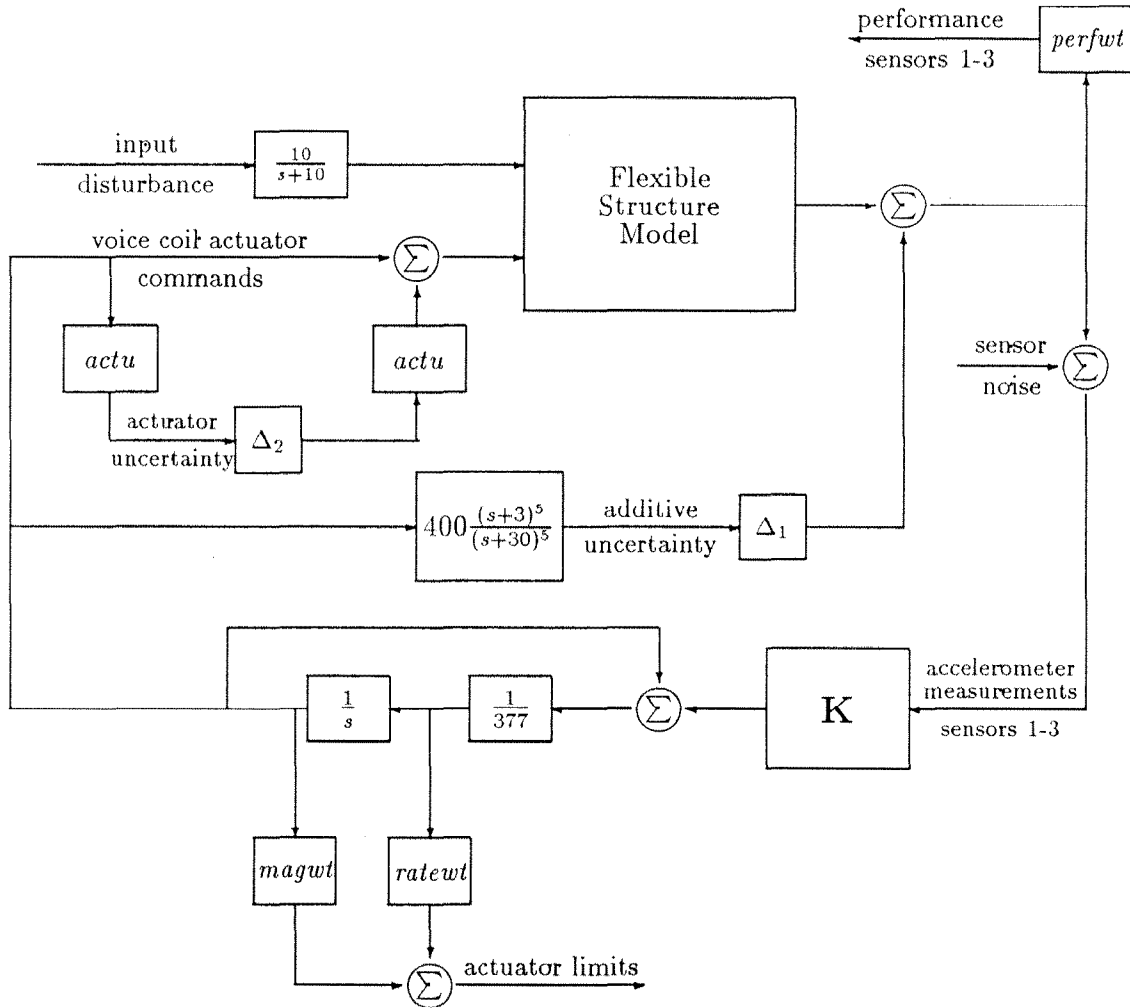 performance
sensors 1-3
perfwt
input
disturbance
10
s+10
Flexible
Structure
Model
Σ
voice coil actuator
commands
Σ
actu
actu
sensor
noise
Σ
actuator
uncertainty
Δ₂
400 (s+3)⁵
(s+30)⁵
additive
uncertainty
Δ₁
1
s
1
377
Σ
K
accelerometer
measurements
sensors 1-3
magwt
ratewt
Σ
actuator limits